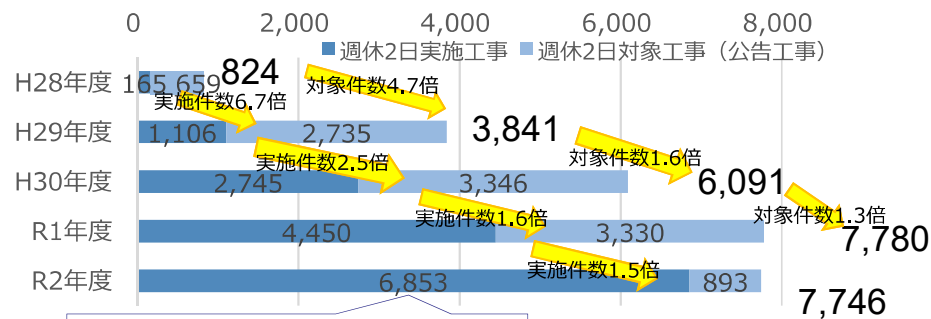 0 2,000 4,000 6,000 8,000
週休2日実施工事 週休2日対象工事（公告工事）
H28年度 165 659 824
実施件数6.7倍 対象件数4.7倍
H29年度 1,106 2,735 3,841
実施件数2.5倍 対象件数1.6倍
H30年度 2,745 3,346 6,091
実施件数1.6倍 対象件数1.3倍
R1年度 4,450 3,330 7,780
実施件数1.5倍
R2年度 6,853 893 7,746